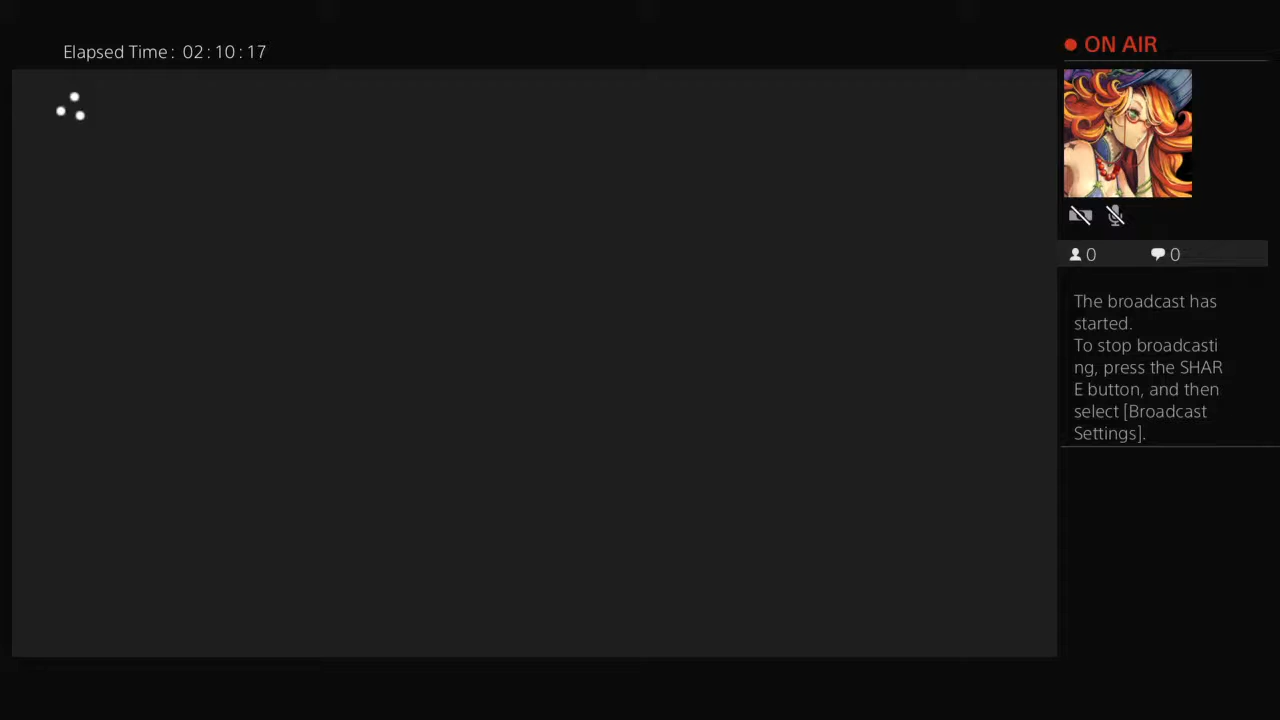 Elapsed Time: 02:10:17
ON AIR
0 0
The broadcast has
started.
To stop broadcasti
ng, press the SHAR
E button, and then
select [Broadcast
Settings].